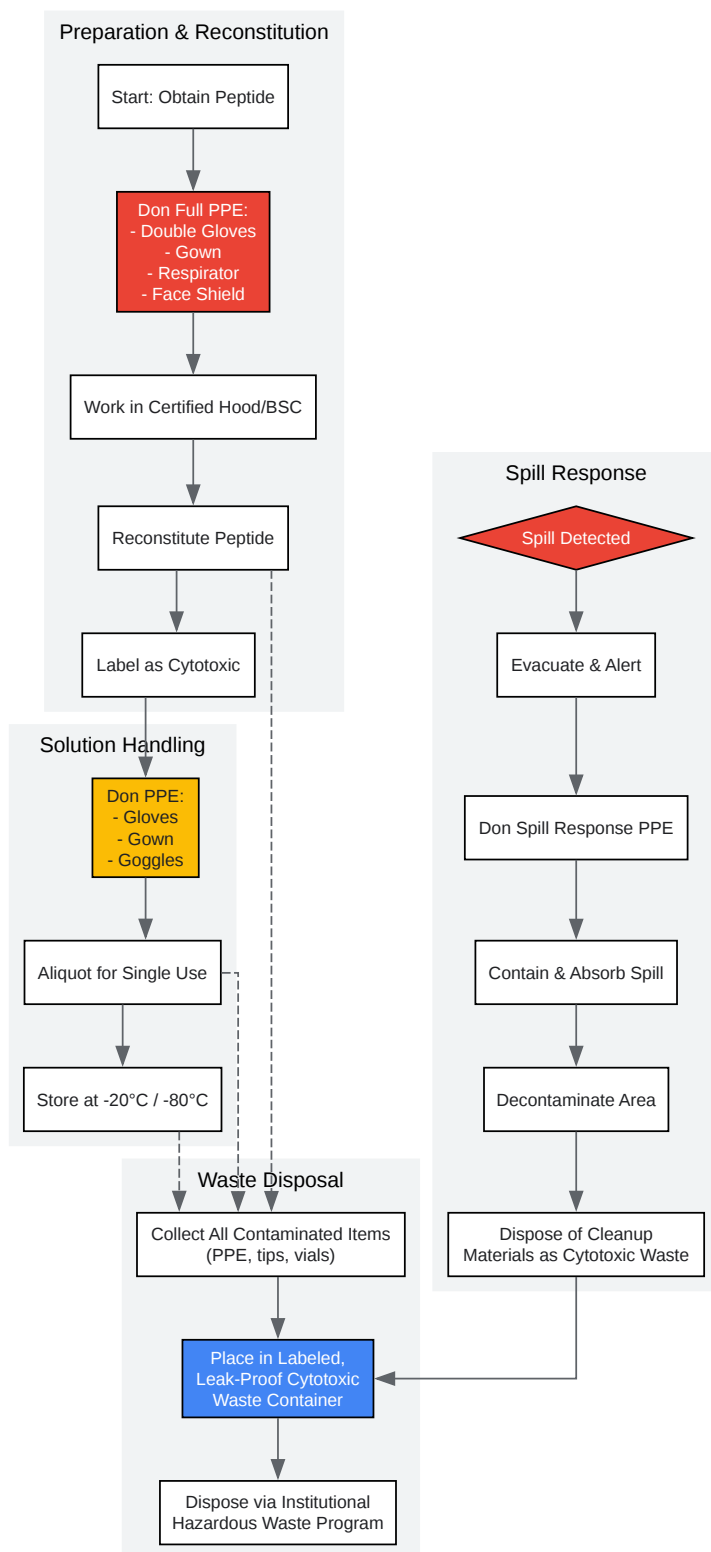 Preparation & Reconstitution
Start: Obtain Peptide
Don Full PPE:
- Double Gloves
- Gown
- Respirator
- Face Shield
Work in Certified Hood/BSC
Reconstitute Peptide
Label as Cytotoxic
Solution Handling
Don PPE:
- Gloves
- Gown
- Goggles
Aliquot for Single Use
Store at -20°C / -80°C
Spill Response
Spill Detected
Evacuate & Alert
Don Spill Response PPE
Contain & Absorb Spill
Decontaminate Area
Dispose of Cleanup
Materials as Cytotoxic Waste
Waste Disposal
Collect All Contaminated Items
(PPE, tips, vials)
Place in Labeled,
Leak-Proof Cytotoxic
Waste Container
Dispose via Institutional
Hazardous Waste Program